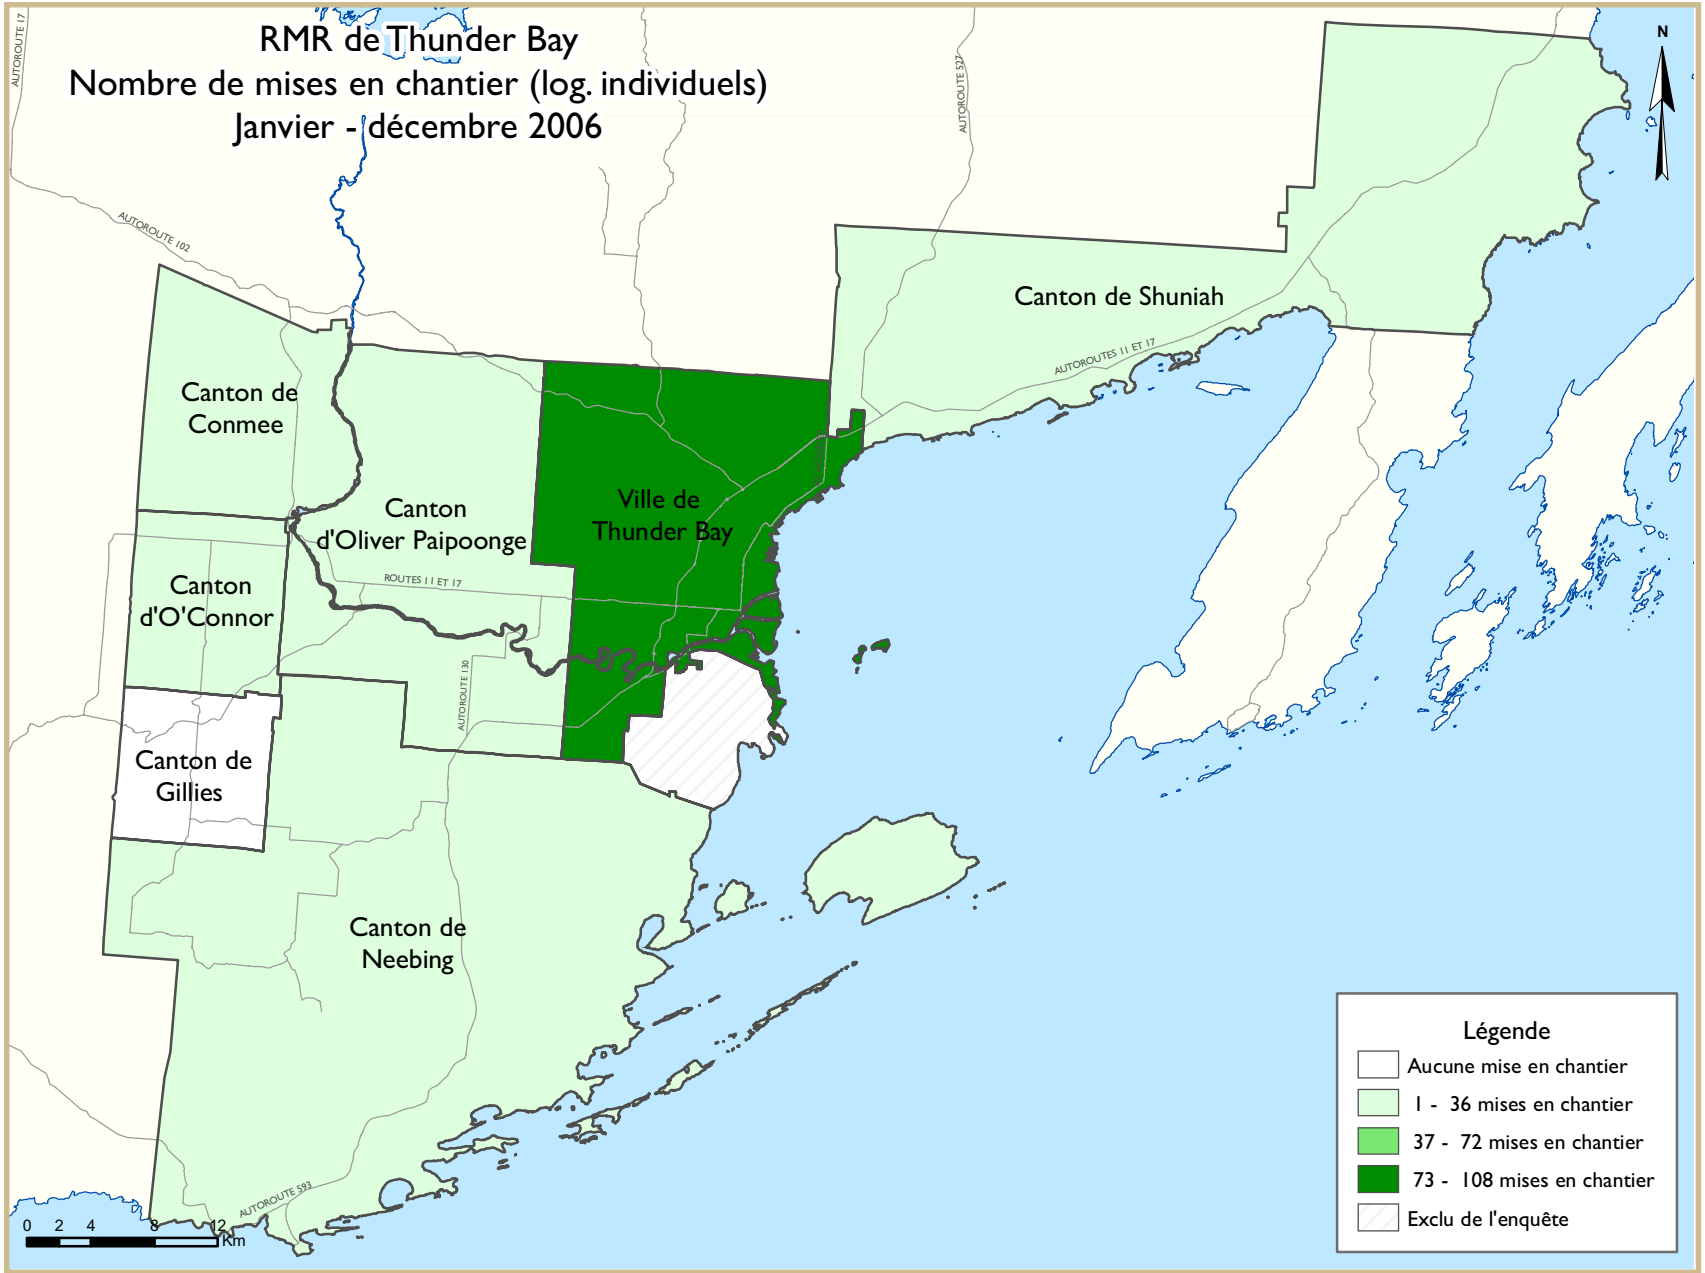 RMR de Thunder Bay
Nombre de mises en chantier (log. individuels)
Janvier - décembre 2006
N
AUTOROUTE 17
AUTOROUTE 527
AUTOROUTE 102
Canton de Shuniah
AUTOROUTES 11 ET 17
Canton de
Conmee
Canton
d'Oliver Paipoonge
Ville de
Thunder Bay
ROUTES 11 ET 17
Canton
d'O'Connor
AUTOROUTE 130
Canton de
Gillies
Canton de
Neebing
AUTOROUTE 593
0 2 4 8 12
Km
Légende
Aucune mise en chantier
1 - 36 mises en chantier
37 - 72 mises en chantier
73 - 108 mises en chantier
Exclu de l'enquête